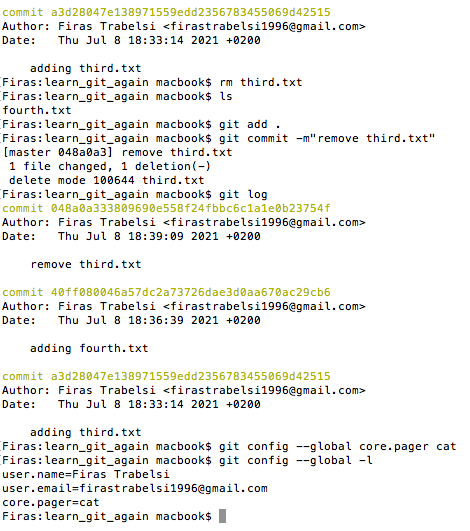 commit a3d28047e138971559edd2356783455069d42515
Author: Firas Trabelsi <firastrabelsi1996@gmail.com>
Date:   Thu Jul 8 18:33:14 2021 +0200
    adding third.txt
[Firas:learn_git_again macbook$ rm third.txt
[Firas:learn_git_again macbook$ ls
fourth.txt
[Firas:learn_git_again macbook$ git add .
[Firas:learn_git_again macbook$ git commit -m"remove third.txt"
[master 048a0a3] remove third.txt
 1 file changed, 1 deletion(-)
 delete mode 100644 third.txt
[Firas:learn_git_again macbook$ git log
commit 048a0a333809690e558f24fbbc6c1a1e0b23754f
Author: Firas Trabelsi <firastrabelsi1996@gmail.com>
Date:   Thu Jul 8 18:39:09 2021 +0200
    remove third.txt
commit 40ff080046a57dc2a73726dae3d0aa670ac29cb6
Author: Firas Trabelsi <firastrabelsi1996@gmail.com>
Date:   Thu Jul 8 18:36:39 2021 +0200
    adding fourth.txt
commit a3d28047e138971559edd2356783455069d42515
Author: Firas Trabelsi <firastrabelsi1996@gmail.com>
Date:   Thu Jul 8 18:33:14 2021 +0200
    adding third.txt
[Firas:learn_git_again macbook$ git config --global core.pager cat
[Firas:learn_git_again macbook$ git config --global -l
user.name=Firas Trabelsi
user.email=firastrabelsi1996@gmail.com
core.pager=cat
Firas:learn_git_again macbook$